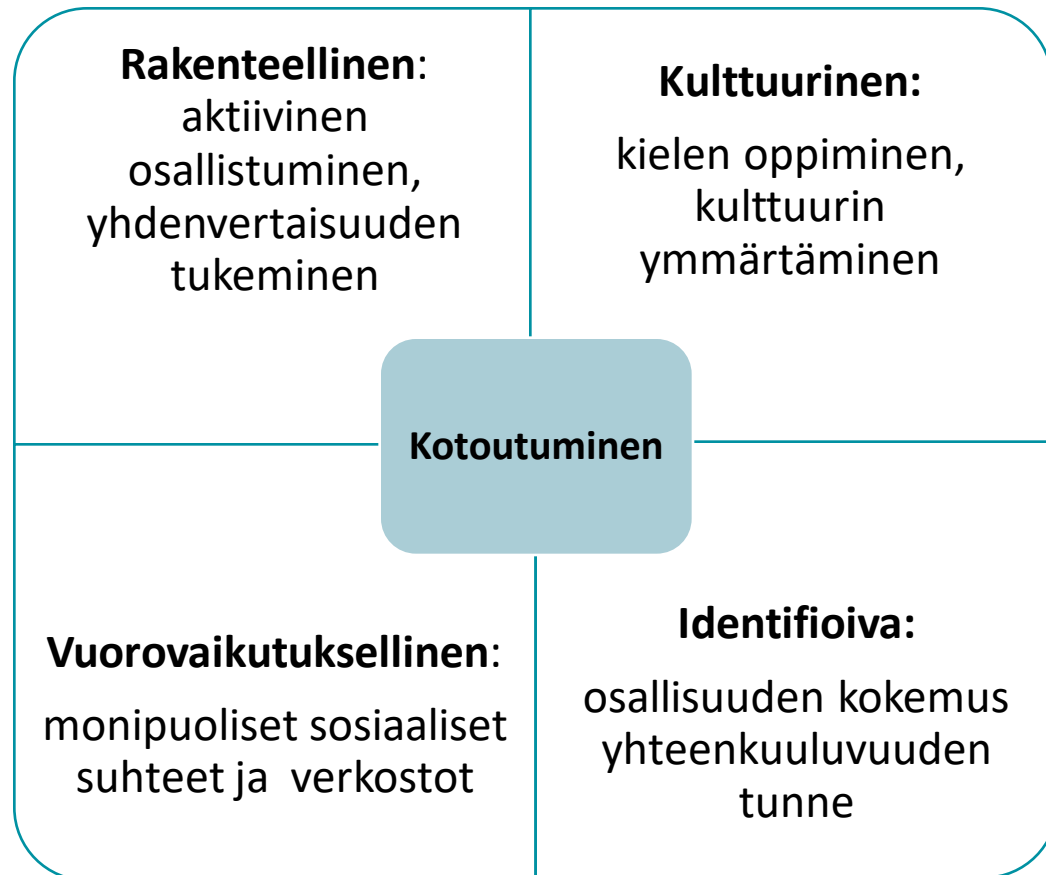 Rakenteellinen:
aktiivinen
osallistuminen,
yhdenvertaisuuden
tukeminen
Kulttuurinen:
kielen oppiminen,
kulttuurin
ymmärtäminen
Kotoutuminen
Vuorovaikutuksellinen:
monipuoliset sosiaaliset
suhteet ja verkostot
Identifioiva:
osallisuuden kokemus
yhteenkuuluvuuden
tunne